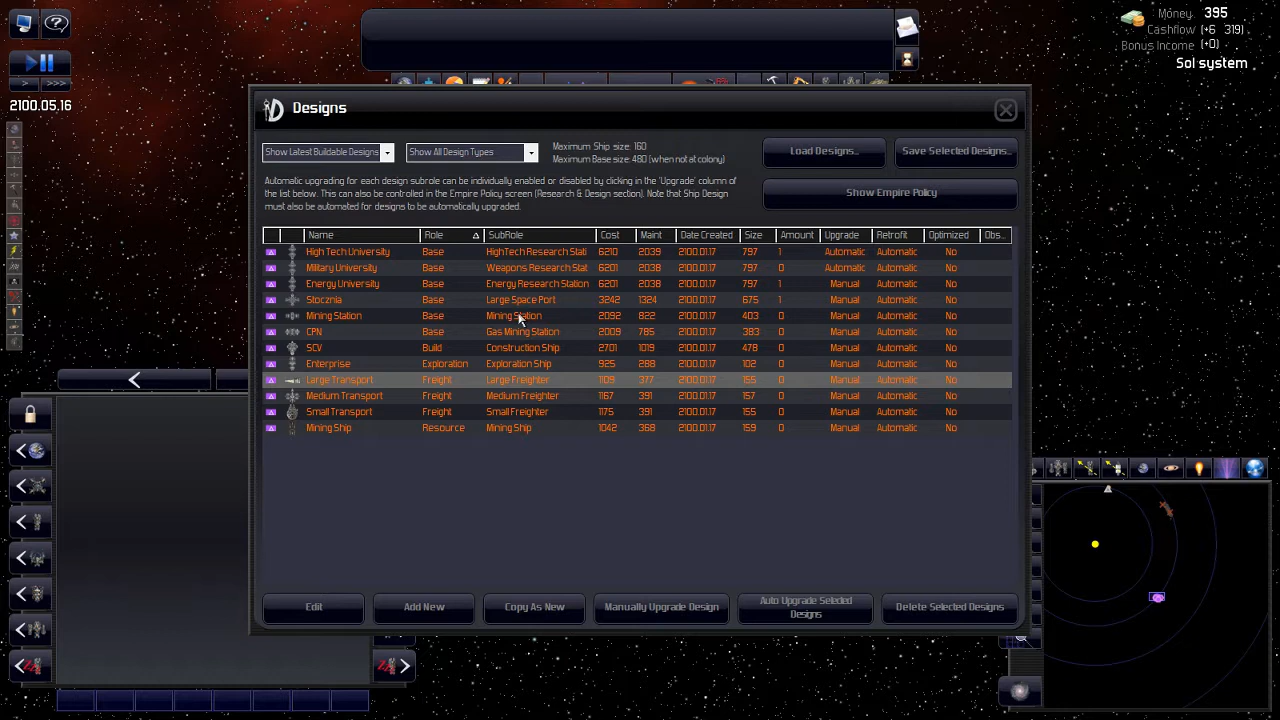 Money 395
Cashflow (+6 319)
Bonus Income (+0)
Sol system
2100.05.16
Designs
Show Latest Buildable Designs
Show All Design Types
Maximum Ship size: 160
Maximum Base size: 480 (when not at colony)
Load Designs...
Save Selected Designs...
Automatic upgrading for each design subrole can be individually enabled or disabled by clicking in the 'Upgrade' column of
the list below. This can also be controlled in the Empire Policy screen (Research & Design section). Note that Ship Design
must also be automated for designs to be automatically upgraded.
Show Empire Policy
Name Role SubRole Cost Maint Date Created Size Amount Upgrade Retrofit Optimized Obs...
High Tech University Base HighTech Research Stati 6210 2039 2100.01.17 797 1 Automatic Automatic No
Military University Base Weapons Research Stat 6201 2038 2100.01.17 797 0 Automatic Automatic No
Energy University Base Energy Research Station 6201 2038 2100.01.17 797 0 Manual Automatic No
Stocznia Base Large Space Port 3242 1324 2100.01.17 675 1 Manual Automatic No
Mining Station Base Mining Station 2092 822 2100.01.17 403 0 Manual Automatic No
CPN Base Gas Mining Station 2009 785 2100.01.17 383 0 Manual Automatic No
SCV Build Construction Ship 2701 1019 2100.01.17 478 0 Manual Automatic No
Enterprise Exploration Exploration Ship 925 288 2100.01.17 102 0 Manual Automatic No
Large Transport Freight Large Freighter 1109 377 2100.01.17 155 0 Manual Automatic No
Medium Transport Freight Medium Freighter 1167 391 2100.01.17 157 0 Manual Automatic No
Small Transport Freight Small Freighter 1175 391 2100.01.17 155 0 Manual Automatic No
Mining Ship Resource Mining Ship 1042 368 2100.01.17 159 0 Manual Automatic No
Edit
Add New
Copy As New
Manually Upgrade Design
Auto Upgrade Selected
Designs
Delete Selected Designs